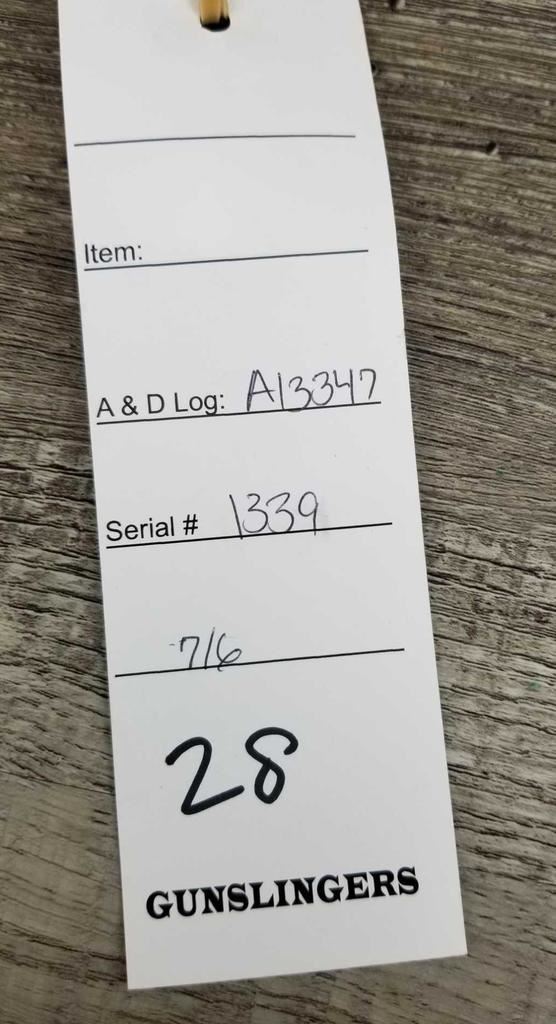 Item:
A & D Log: A13347
Serial # 1339
7/6
28
GUNSLINGERS